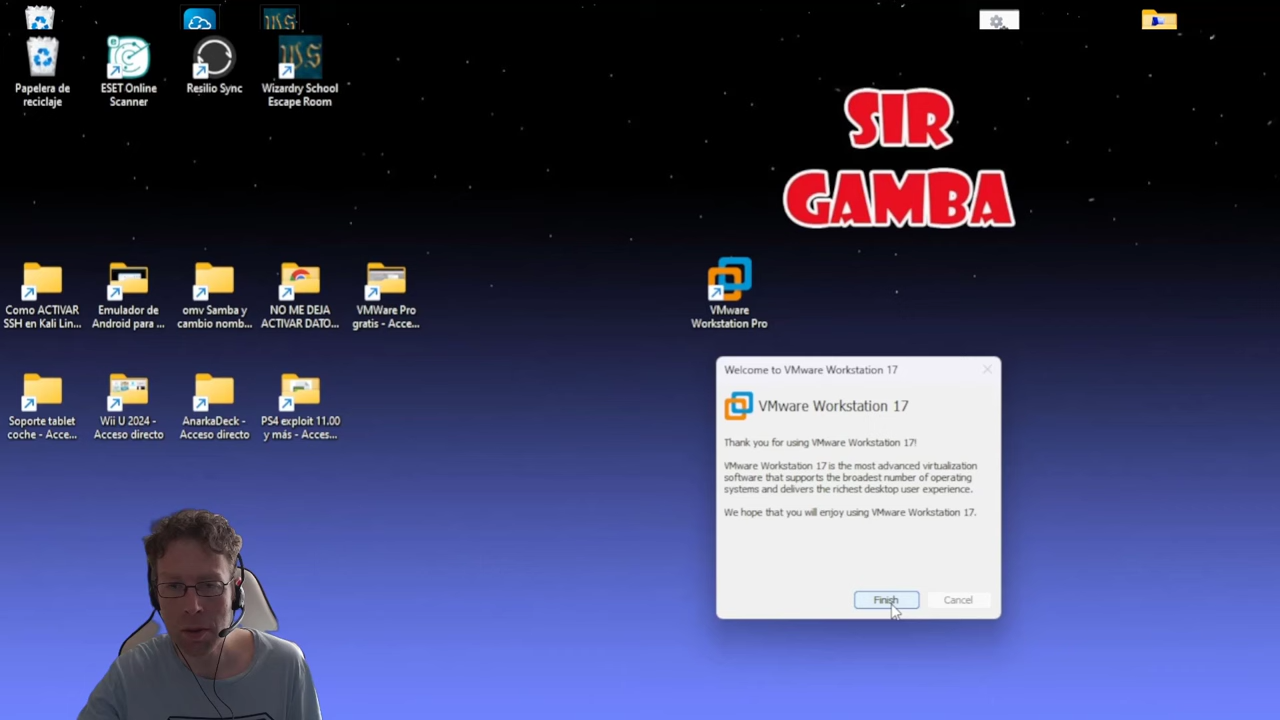 Papelera de
reciclaje
ESET Online
Scanner
Resilio Sync
WS
Wizardry School
Escape Room
SIR
GAMBA
Como ACTIVAR
SSH en Kali Lin...
Emulador de
Android para ...
omv Samba y
cambio nomb...
NO ME DEJA
ACTIVAR DATO...
VMWare Pro
gratis - Acce...
VMware
Workstation Pro
Soporte tablet
coche - Acce...
Wii U 2024 -
Acceso directo
AnarkaDeck -
Acceso directo
PS4 exploit 11.00
y más - Acces...
Welcome to VMware Workstation 17
VMware Workstation 17
Thank you for using VMware Workstation 17!
VMware Workstation 17 is the most advanced virtualization
software that supports the broadest number of operating
systems and delivers the richest desktop user experience.
We hope that you will enjoy using VMware Workstation 17.
Finish
Cancel